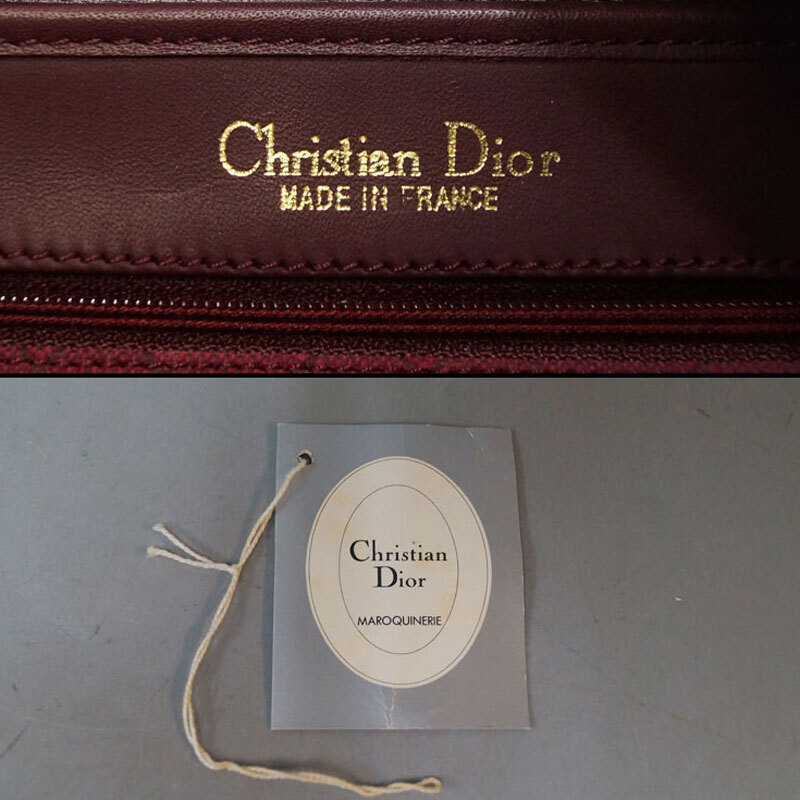 Christian Dior
MADE IN FRANCE
Christian
Dior
MAROQUINERIE